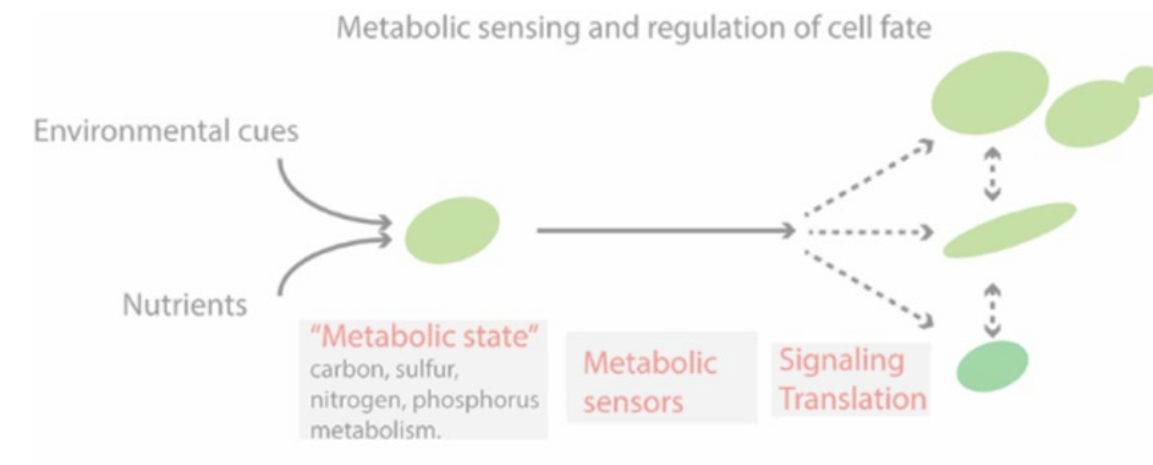 Metabolic sensing and regulation of cell fate
Environmental cues
Nutrients
“Metabolic state”
carbon, sulfur,
nitrogen, phosphorus
metabolism.
Metabolic
sensors
Signaling
Translation